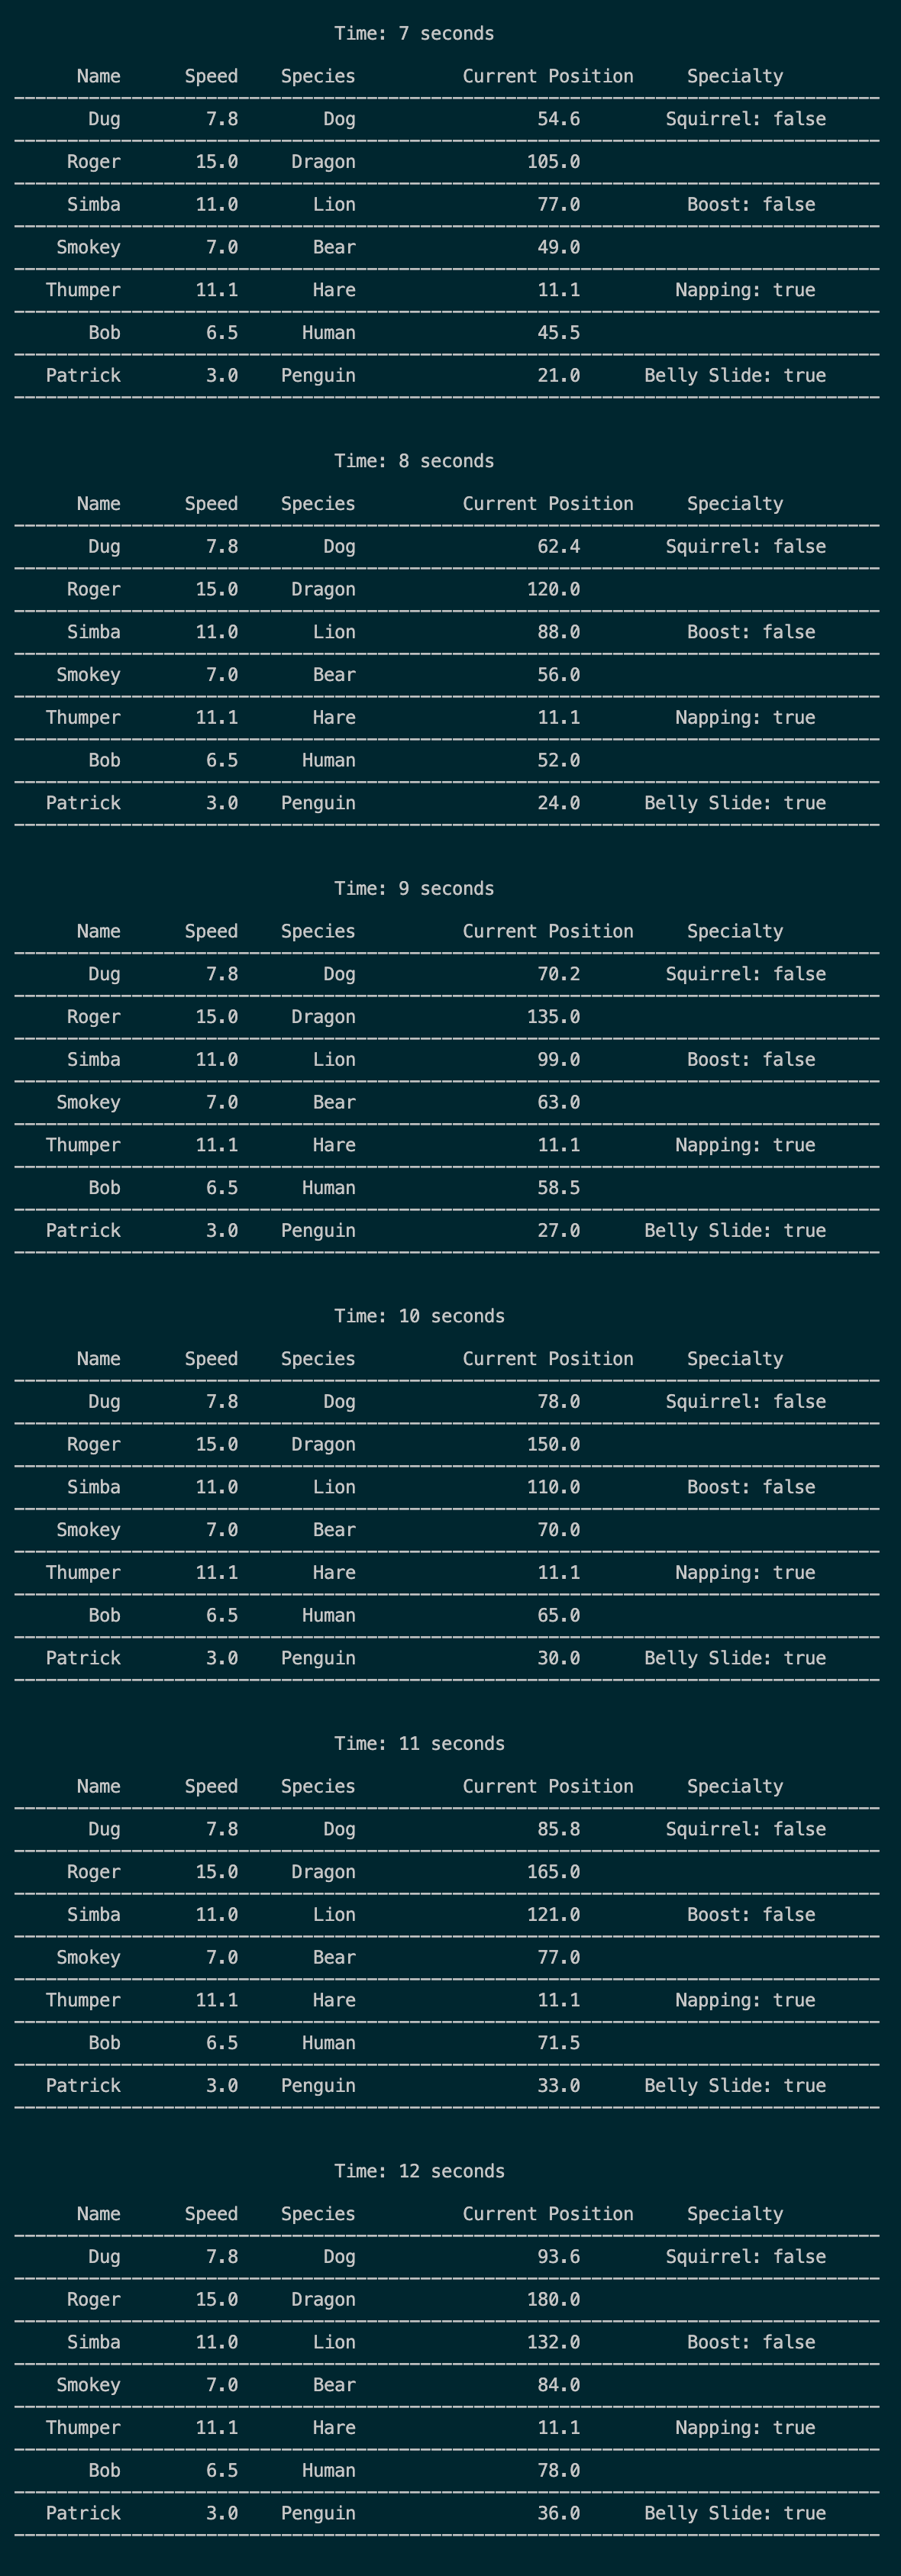 Time: 7 seconds
Name Speed Species Current Position Specialty
Dug 7.8 Dog 54.6 Squirrel: false
Roger 15.0 Dragon 105.0
Simba 11.0 Lion 77.0 Boost: false
Smokey 7.0 Bear 49.0
Thumper 11.1 Hare 11.1 Napping: true
Bob 6.5 Human 45.5
Patrick 3.0 Penguin 21.0 Belly Slide: true
Time: 8 seconds
Name Speed Species Current Position Specialty
Dug 7.8 Dog 62.4 Squirrel: false
Roger 15.0 Dragon 120.0
Simba 11.0 Lion 88.0 Boost: false
Smokey 7.0 Bear 56.0
Thumper 11.1 Hare 11.1 Napping: true
Bob 6.5 Human 52.0
Patrick 3.0 Penguin 24.0 Belly Slide: true
Time: 9 seconds
Name Speed Species Current Position Specialty
Dug 7.8 Dog 70.2 Squirrel: false
Roger 15.0 Dragon 135.0
Simba 11.0 Lion 99.0 Boost: false
Smokey 7.0 Bear 63.0
Thumper 11.1 Hare 11.1 Napping: true
Bob 6.5 Human 58.5
Patrick 3.0 Penguin 27.0 Belly Slide: true
Time: 10 seconds
Name Speed Species Current Position Specialty
Dug 7.8 Dog 78.0 Squirrel: false
Roger 15.0 Dragon 150.0
Simba 11.0 Lion 110.0 Boost: false
Smokey 7.0 Bear 70.0
Thumper 11.1 Hare 11.1 Napping: true
Bob 6.5 Human 65.0
Patrick 3.0 Penguin 30.0 Belly Slide: true
Time: 11 seconds
Name Speed Species Current Position Specialty
Dug 7.8 Dog 85.8 Squirrel: false
Roger 15.0 Dragon 165.0
Simba 11.0 Lion 121.0 Boost: false
Smokey 7.0 Bear 77.0
Thumper 11.1 Hare 11.1 Napping: true
Bob 6.5 Human 71.5
Patrick 3.0 Penguin 33.0 Belly Slide: true
Time: 12 seconds
Name Speed Species Current Position Specialty
Dug 7.8 Dog 93.6 Squirrel: false
Roger 15.0 Dragon 180.0
Simba 11.0 Lion 132.0 Boost: false
Smokey 7.0 Bear 84.0
Thumper 11.1 Hare 11.1 Napping: true
Bob 6.5 Human 78.0
Patrick 3.0 Penguin 36.0 Belly Slide: true